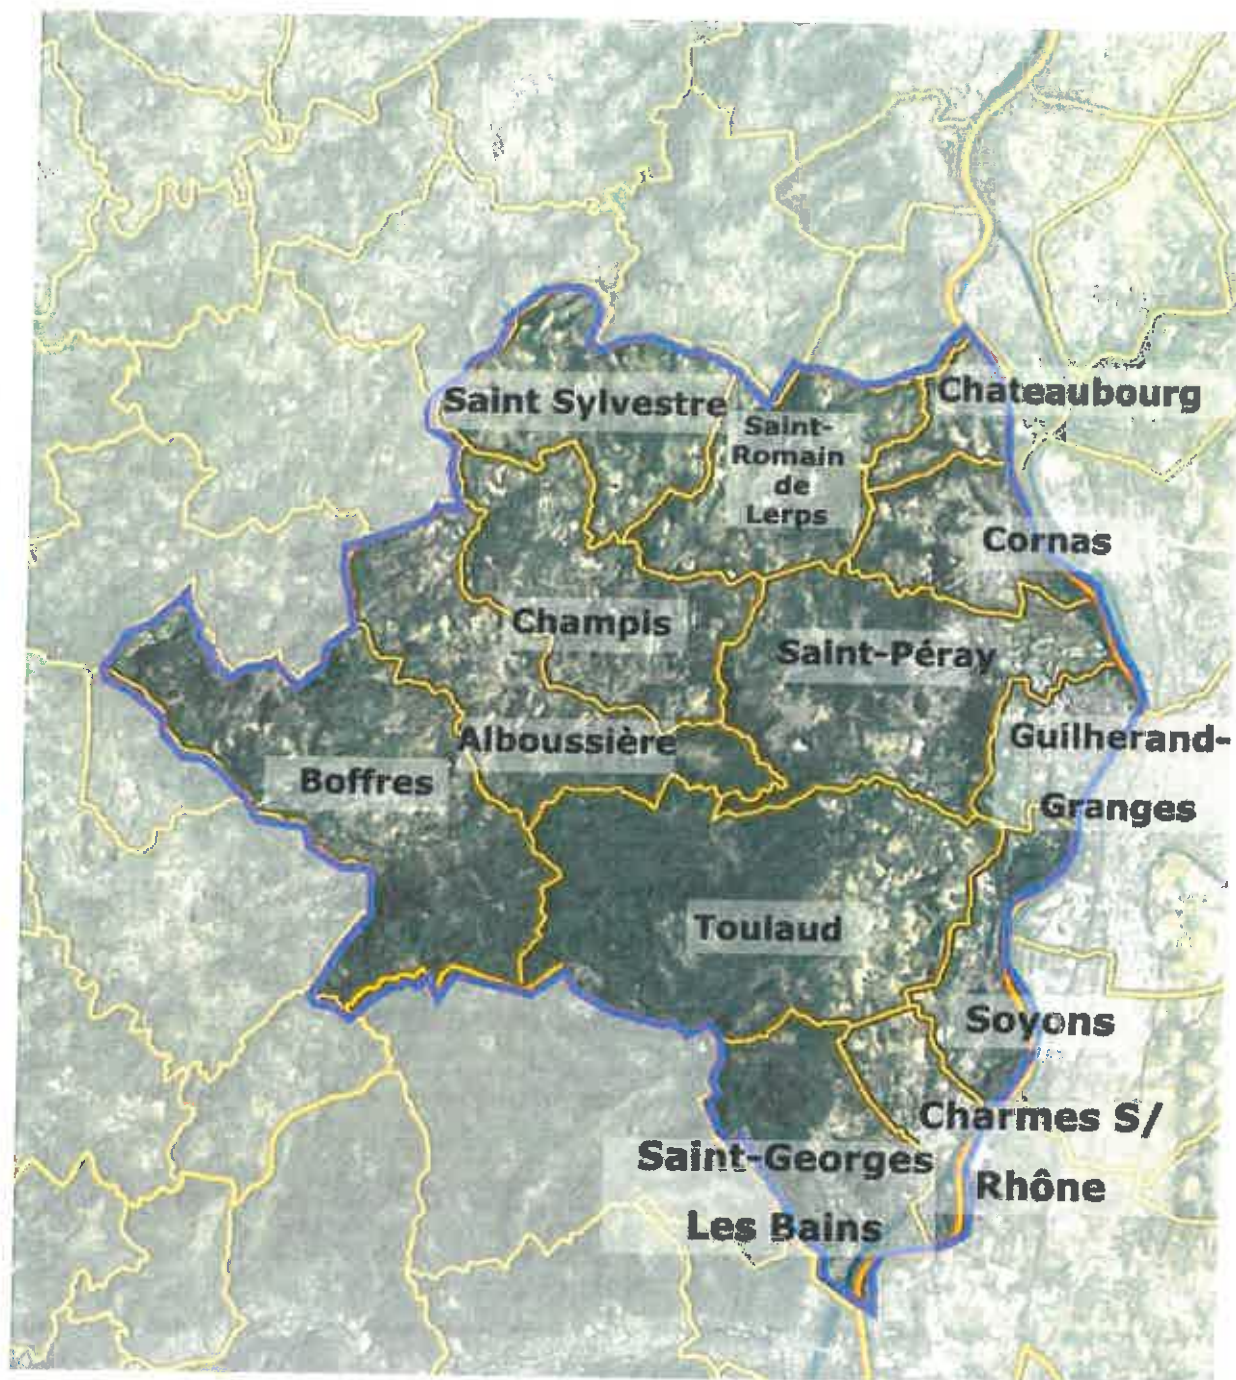 Saint Sylvestre
Chateaubourg
Saint-
Romain
de
Lerps
Cornas
Champis
Saint-Péray
Alboussière
Guilherand-
Granges
Boffres
Toulaud
Soyons
Charmes S/
Rhône
Saint-Georges
Les Bains